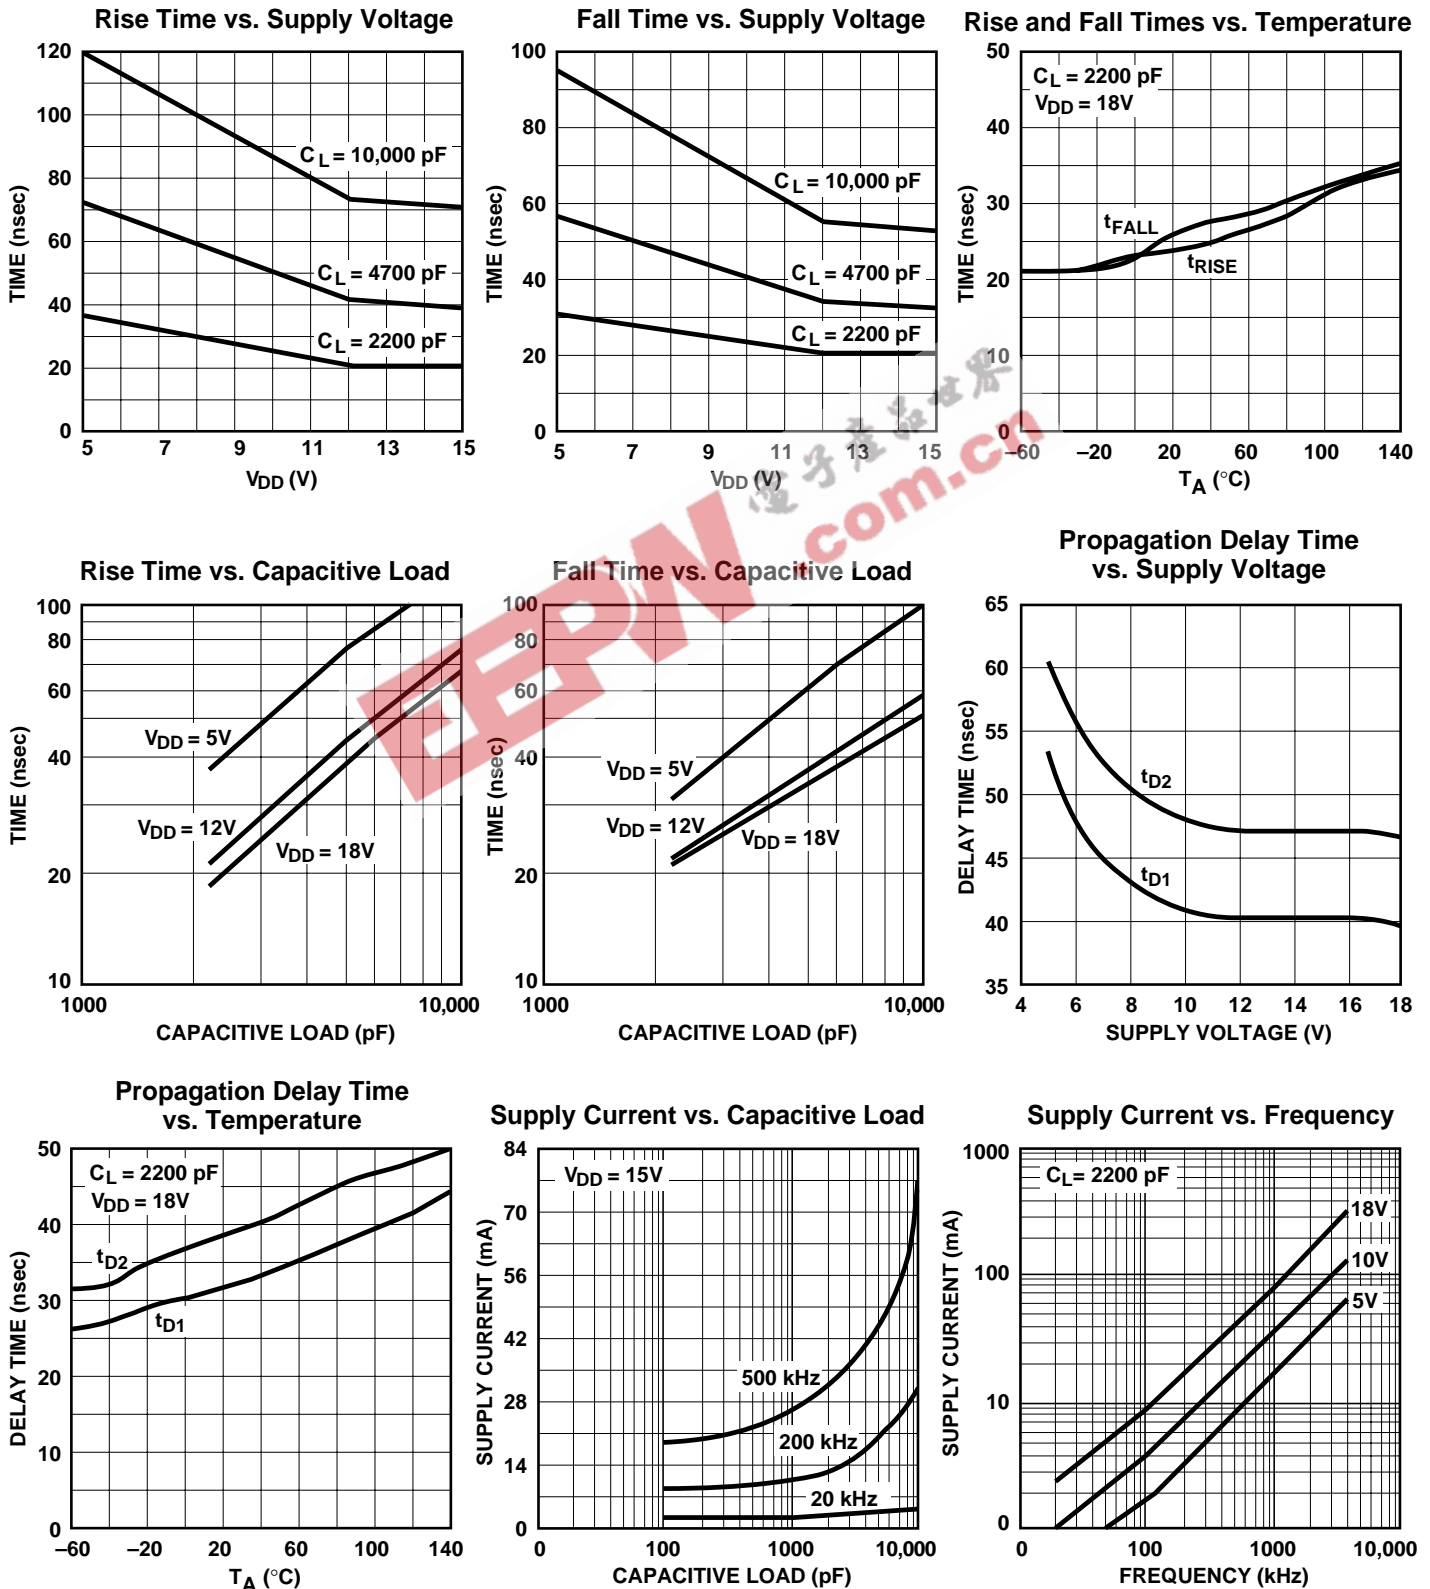 Rise Time vs. Supply Voltage
120
100
80
60
40
20
0
TIME (nsec)
CL = 10,000 pF
CL = 4700 pF
CL = 2200 pF
5 7 9 11 13 15
VDD (V)
Fall Time vs. Supply Voltage
100
80
60
40
20
0
TIME (nsec)
CL = 10,000 pF
CL = 4700 pF
CL = 2200 pF
5 7 9 11 13 15
VDD (V)
Rise and Fall Times vs. Temperature
50
40
30
20
10
0
TIME (nsec)
CL = 2200 pF
VDD = 18V
tFALL
tRISE
–60 –20 20 60 100 140
TA (°C)
電子產品世界
EEPW.com.cn
Rise Time vs. Capacitive Load
100
80
60
40
20
10
TIME (nsec)
VDD = 5V
VDD = 12V
VDD = 18V
1000 10,000
CAPACITIVE LOAD (pF)
Fall Time vs. Capacitive Load
100
80
60
40
20
10
TIME (nsec)
VDD = 5V
VDD = 12V
VDD = 18V
1000 10,000
CAPACITIVE LOAD (pF)
Propagation Delay Time
vs. Supply Voltage
65
60
55
50
45
40
35
DELAY TIME (nsec)
tD2
tD1
4 6 8 10 12 14 16 18
SUPPLY VOLTAGE (V)
Propagation Delay Time
vs. Temperature
50
40
30
20
10
0
DELAY TIME (nsec)
CL = 2200 pF
VDD = 18V
tD2
tD1
–60 –20 20 60 100 140
TA (°C)
Supply Current vs. Capacitive Load
84
70
56
42
28
14
0
SUPPLY CURRENT (mA)
VDD = 15V
500 kHz
200 kHz
20 kHz
0 100 1000 10,000
CAPACITIVE LOAD (pF)
Supply Current vs. Frequency
1000
100
10
0
SUPPLY CURRENT (mA)
CL= 2200 pF
18V
10V
5V
0 100 1000 10,000
FREQUENCY (kHz)